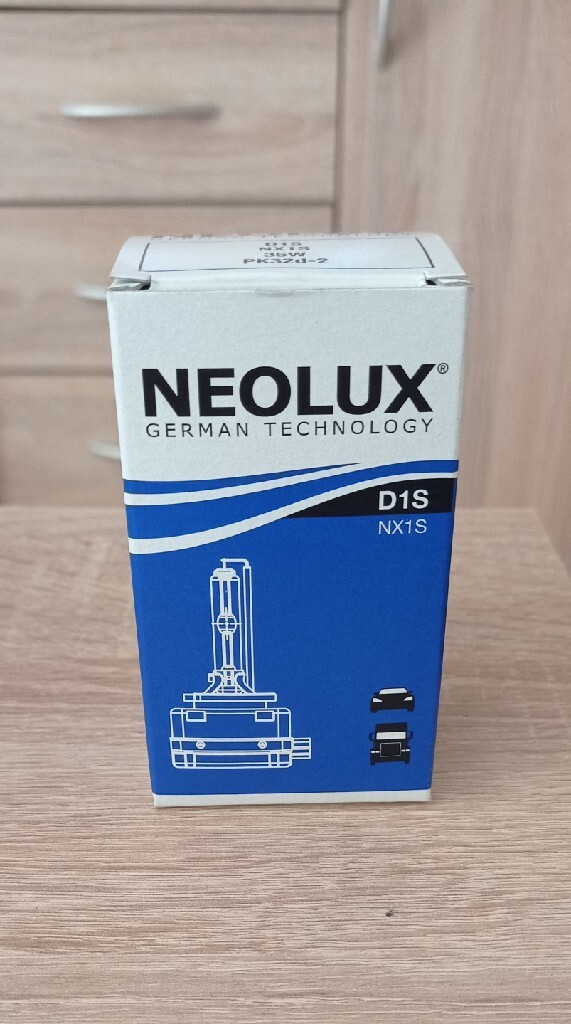 D1S
NX1S
35W
PK32d-2
NEOLUX®
GERMAN TECHNOLOGY
D1S
NX1S